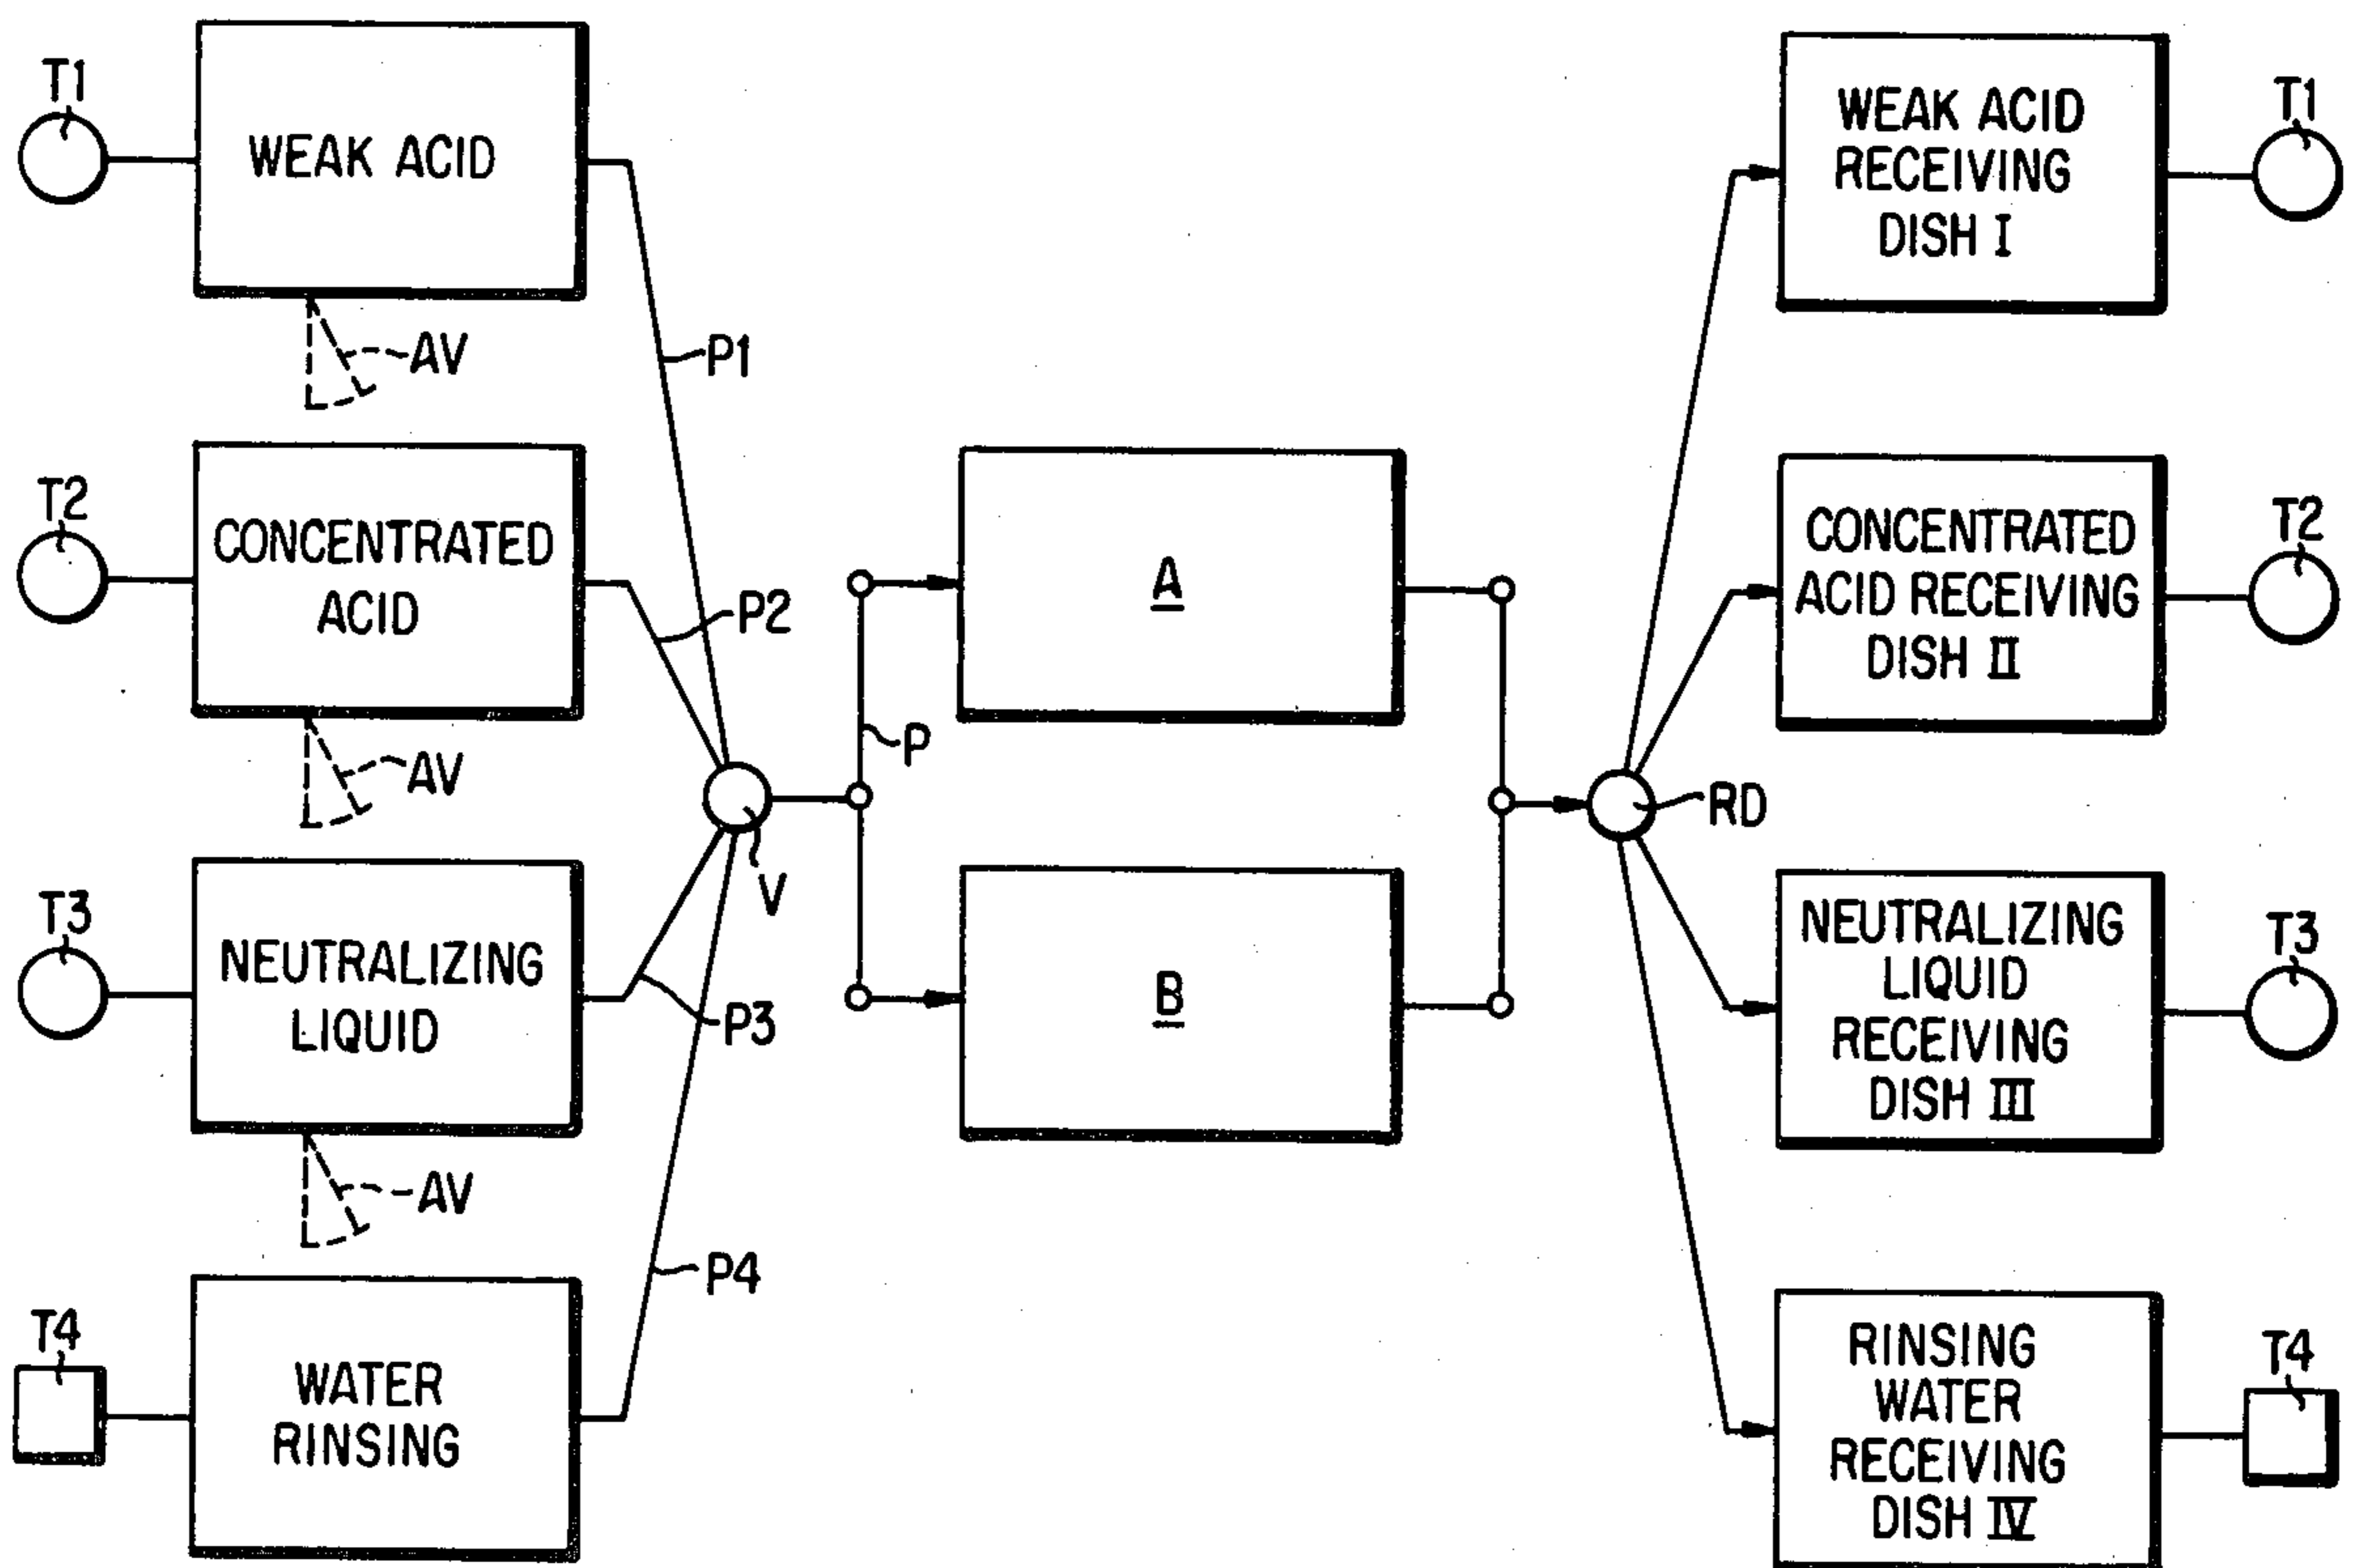 T1
WEAK ACID
AV
P1
T2
CONCENTRATED
ACID
AV
P2
T3
NEUTRALIZING
LIQUID
AV
P3
T4
WATER
RINSING
P4
V
P
A
B
RD
WEAK ACID
RECEIVING
DISH I
T1
CONCENTRATED
ACID RECEIVING
DISH II
T2
NEUTRALIZING
LIQUID
RECEIVING
DISH III
T3
RINSING
WATER
RECEIVING
DISH IV
T4